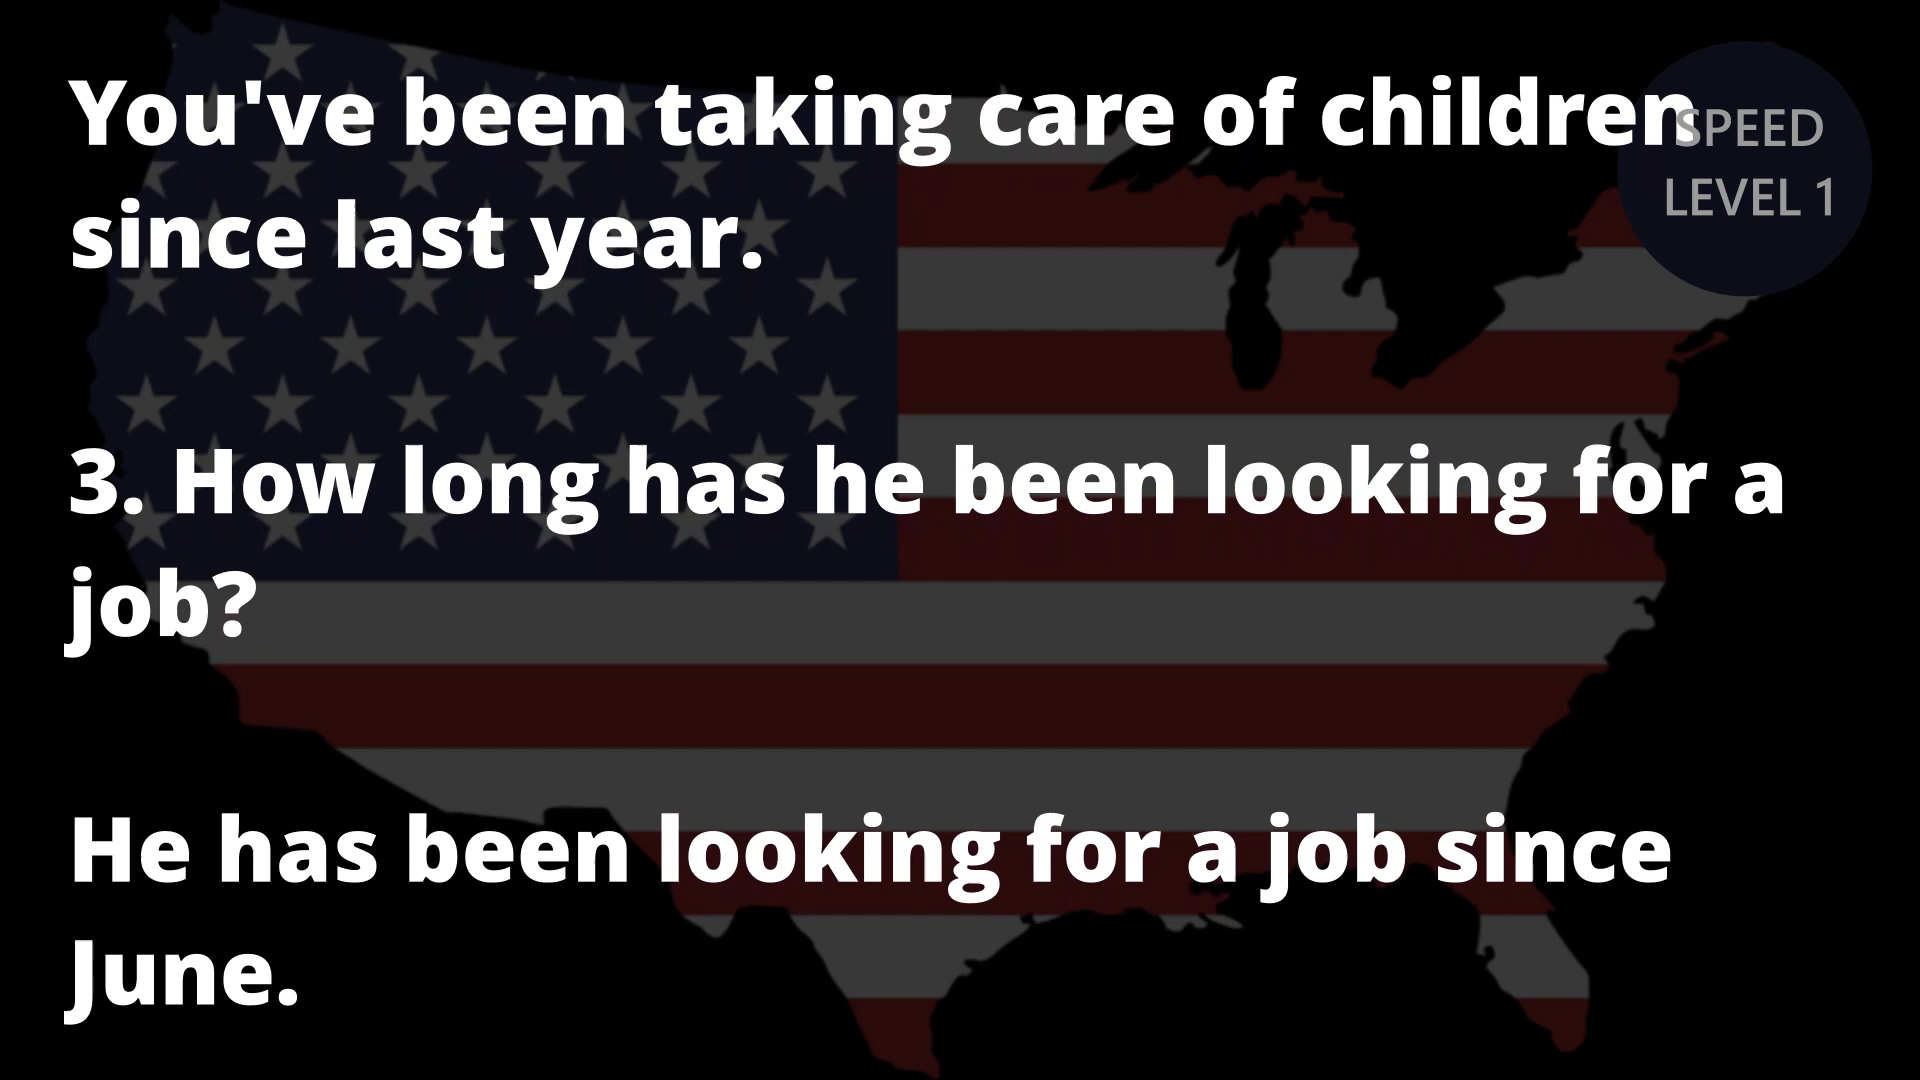 You've been taking care of children
since last year.
3. How long has he been looking for a
job?
He has been looking for a job since
June.
SPEED
LEVEL 1